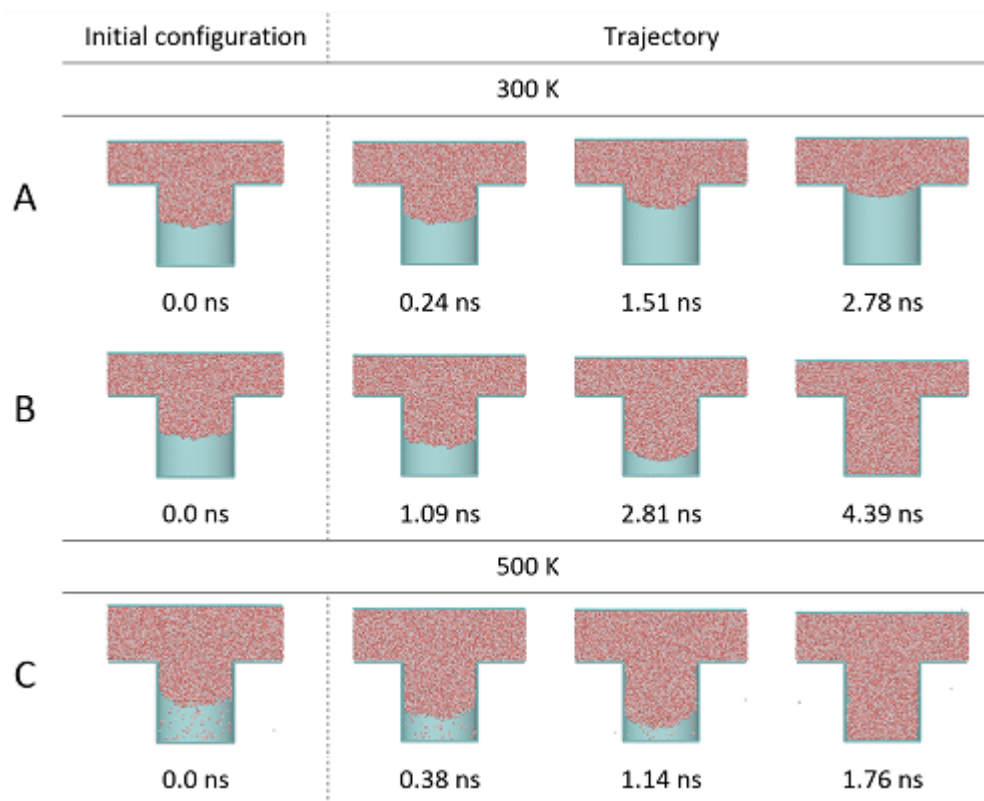 Initial configuration Trajectory
300 K
A
0.0 ns 0.24 ns 1.51 ns 2.78 ns
B
0.0 ns 1.09 ns 2.81 ns 4.39 ns
500 K
C
0.0 ns 0.38 ns 1.14 ns 1.76 ns